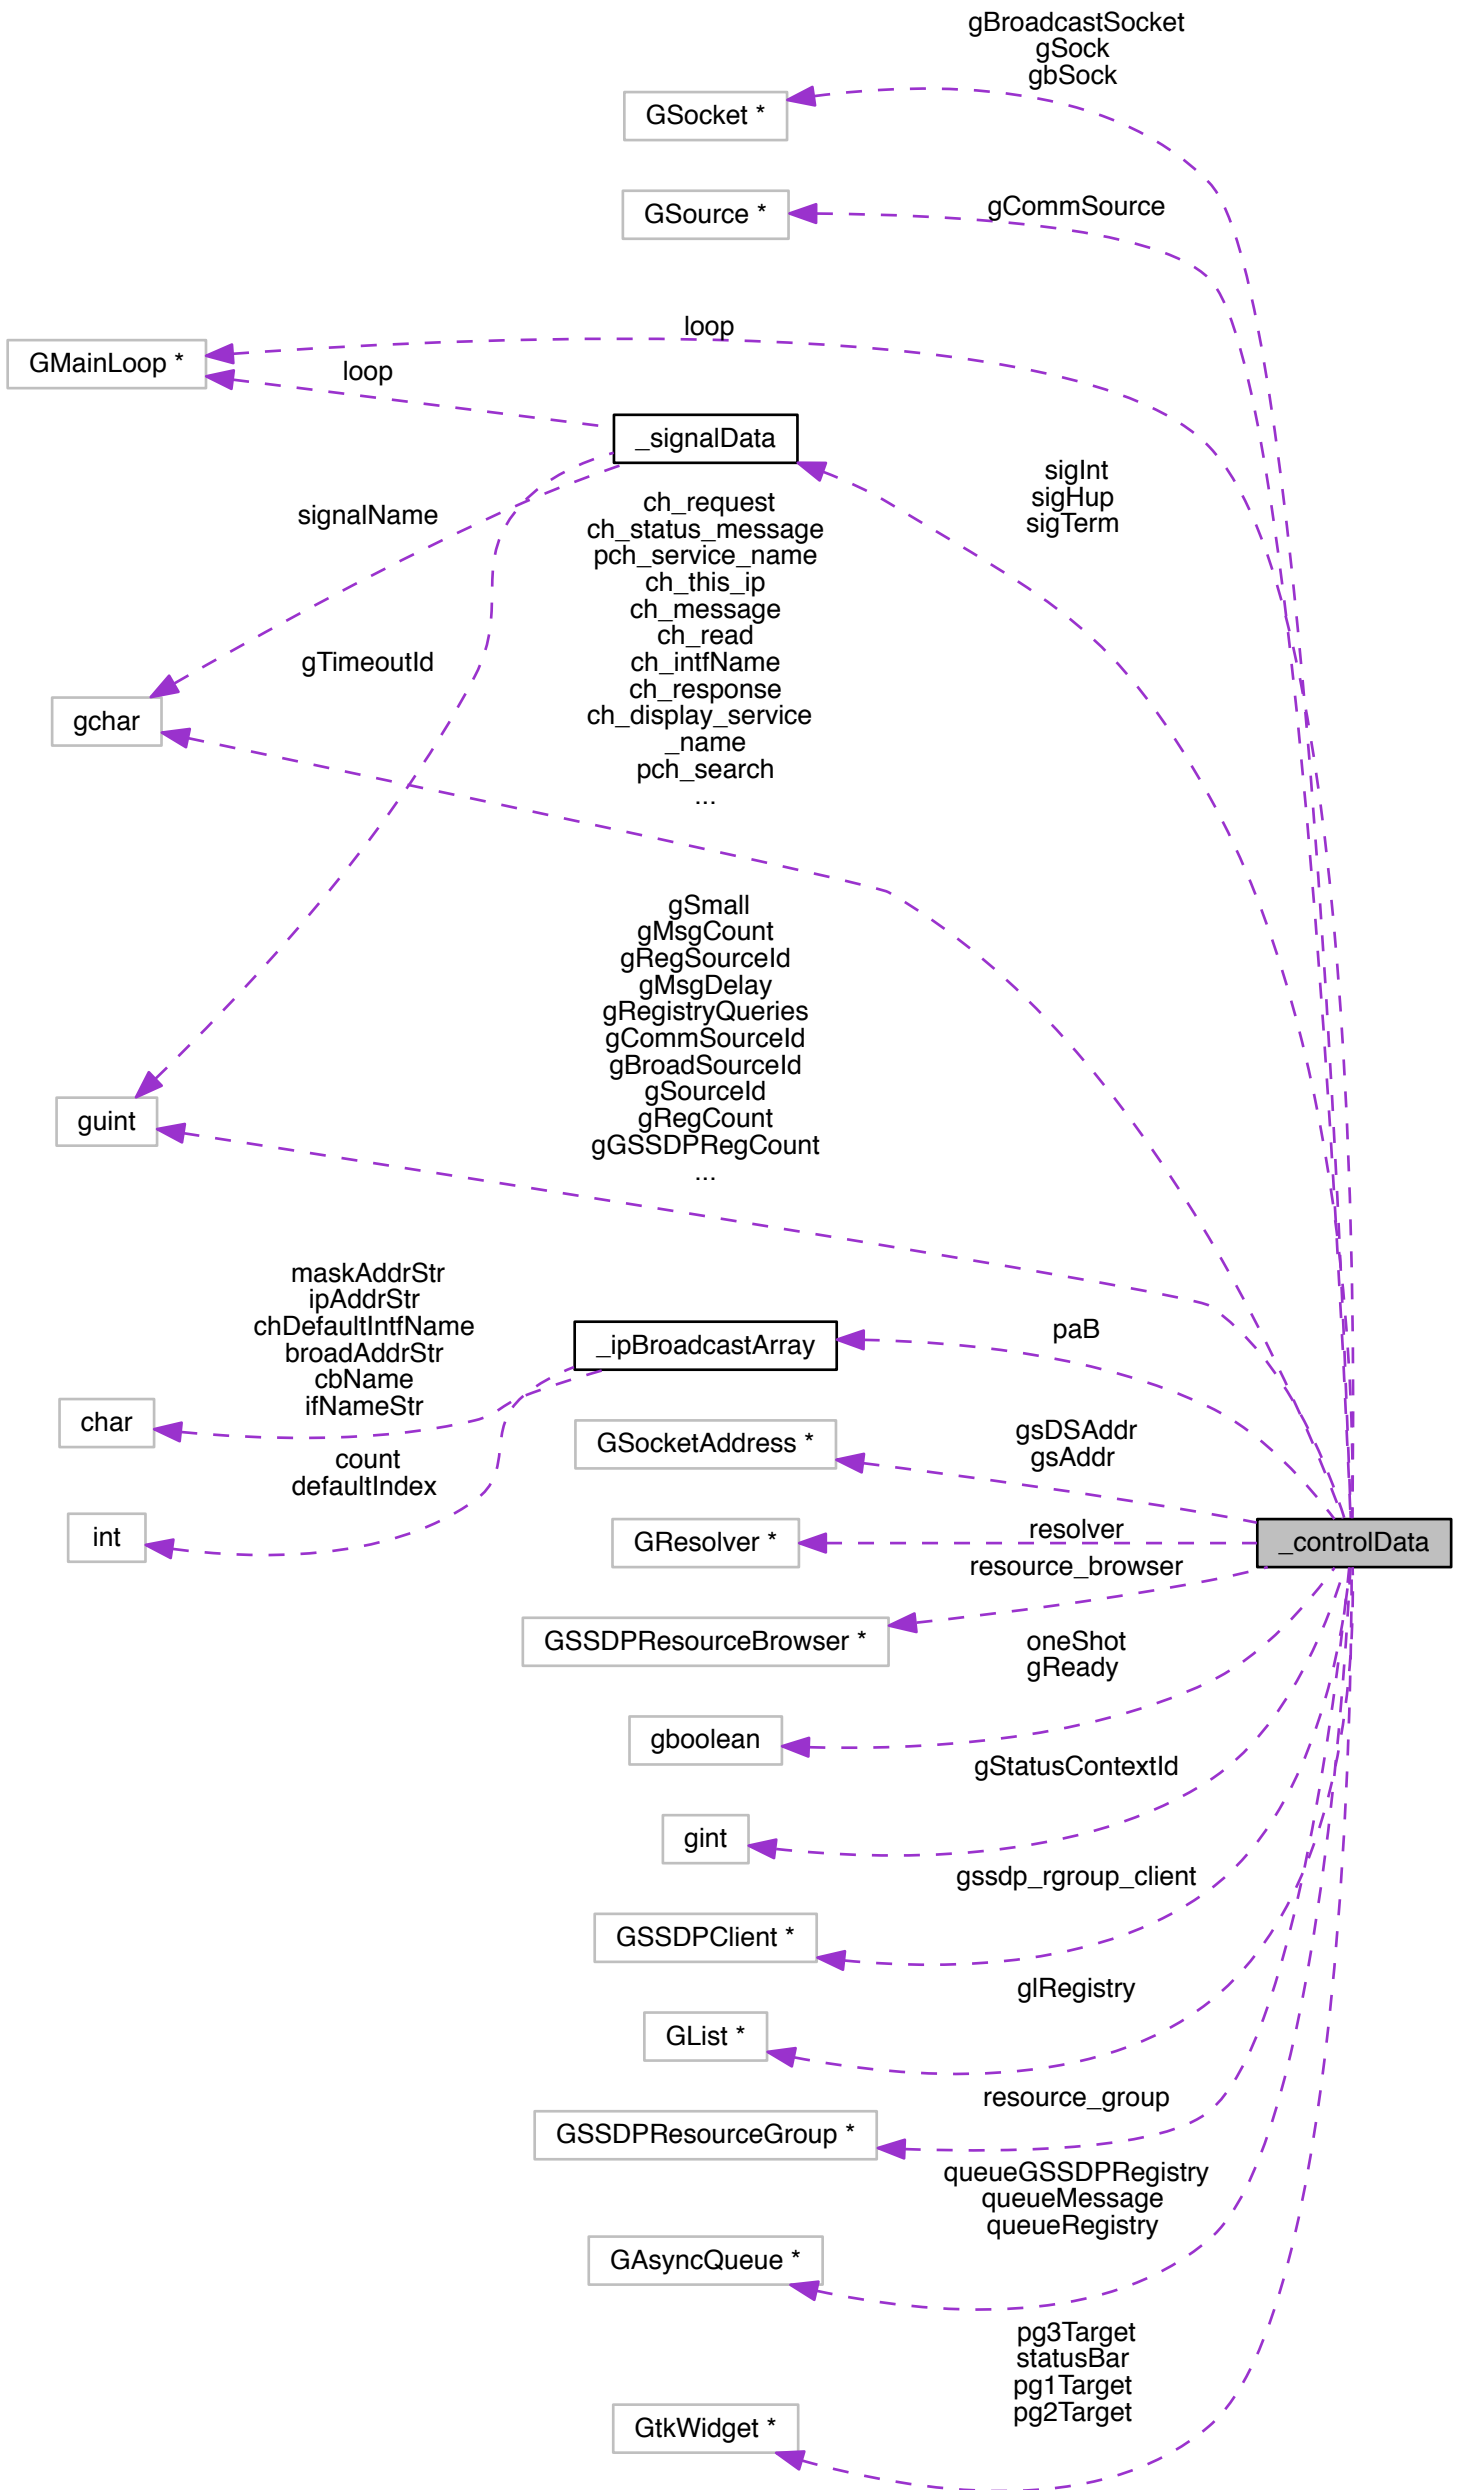 gBroadcastSocket
gSock
gbSock
GSocket *
GSource *
gCommSource
loop
GMainLoop *
loop
_signalData
sigInt
sigHup
sigTerm
signalName
ch_request
ch_status_message
pch_service_name
ch_this_ip
ch_message
ch_read
ch_intfName
ch_response
ch_display_service
_name
pch_search
...
gTimeoutId
gchar
gSmall
gMsgCount
gRegSourceId
gMsgDelay
gRegistryQueries
gCommSourceId
gBroadSourceId
gSourceId
gRegCount
gGSSDPRegCount
...
guint
maskAddrStr
ipAddrStr
chDefaultIntfName
broadAddrStr
cbName
ifNameStr
_ipBroadcastArray
paB
char
GSocketAddress *
gsDSAddr
gsAddr
count
defaultIndex
int
GResolver *
resolver
_controlData
resource_browser
GSSDPResourceBrowser *
oneShot
gReady
gboolean
gStatusContextId
gint
gssdp_rgroup_client
GSSDPClient *
glRegistry
GList *
resource_group
GSSDPResourceGroup *
queueGSSDPRegistry
queueMessage
queueRegistry
GAsyncQueue *
pg3Target
statusBar
pg1Target
pg2Target
GtkWidget *